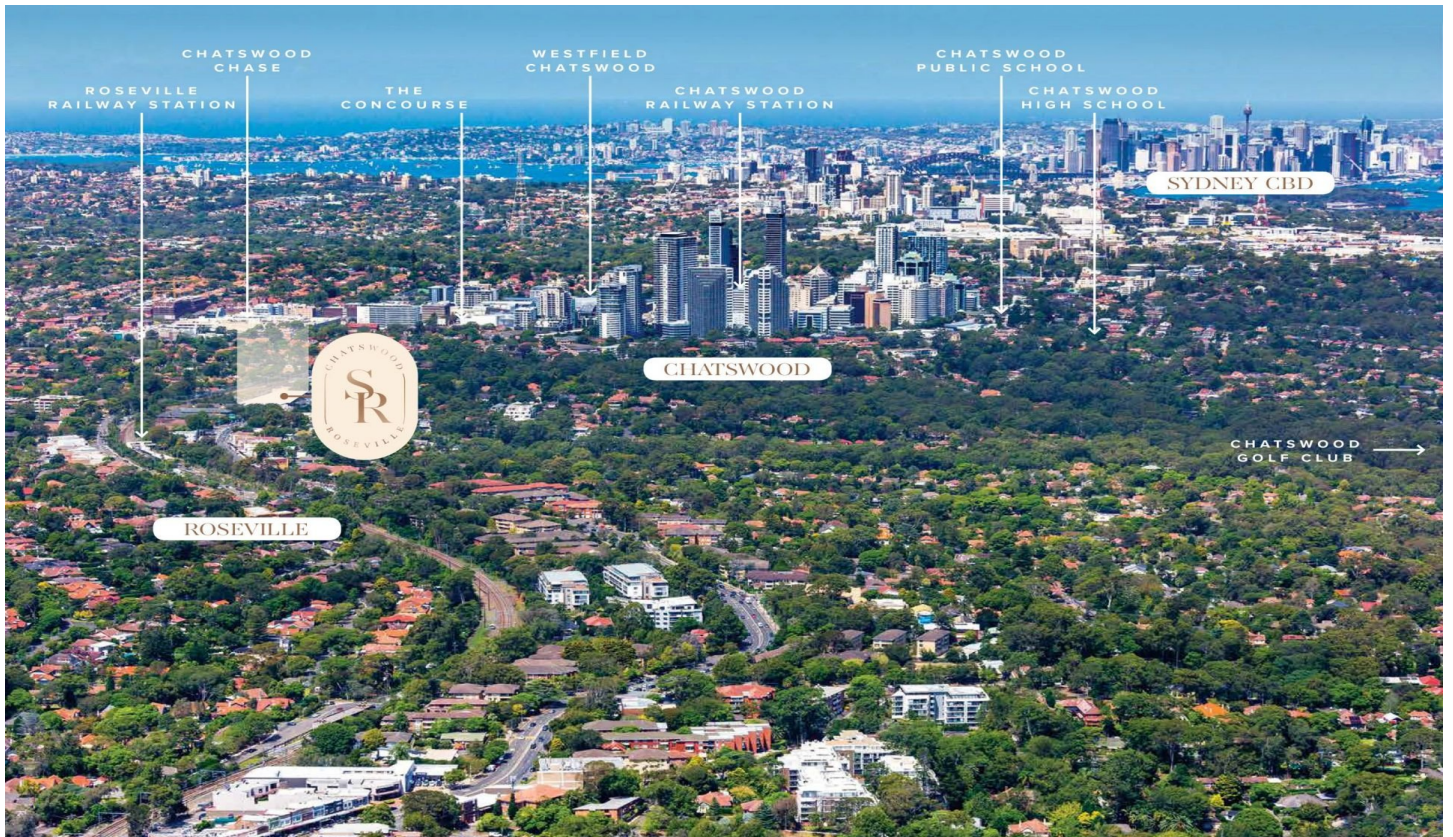 CHATSWOOD
CHASE
WESTFIELD
CHATSWOOD
CHATSWOOD
PUBLIC SCHOOL
ROSEVILLE
RAILWAY STATION
THE
CONCOURSE
CHATSWOOD
RAILWAY STATION
CHATSWOOD
HIGH SCHOOL
SYDNEY CBD
CHATSWOOD
CHATSWOOD
SR
ROSEVILLE
CHATSWOOD
GOLF CLUB
ROSEVILLE